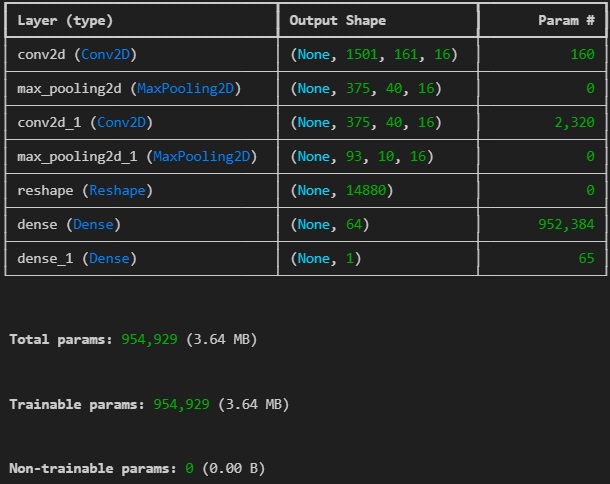 Layer (type) Output Shape Param #
conv2d (Conv2D) (None, 1501, 161, 16) 160
max_pooling2d (MaxPooling2D) (None, 375, 40, 16) 0
conv2d_1 (Conv2D) (None, 375, 40, 16) 2,320
max_pooling2d_1 (MaxPooling2D) (None, 93, 10, 16) 0
reshape (Reshape) (None, 14880) 0
dense (Dense) (None, 64) 952,384
dense_1 (Dense) (None, 1) 65
Total params: 954,929 (3.64 MB)
Trainable params: 954,929 (3.64 MB)
Non-trainable params: 0 (0.00 B)